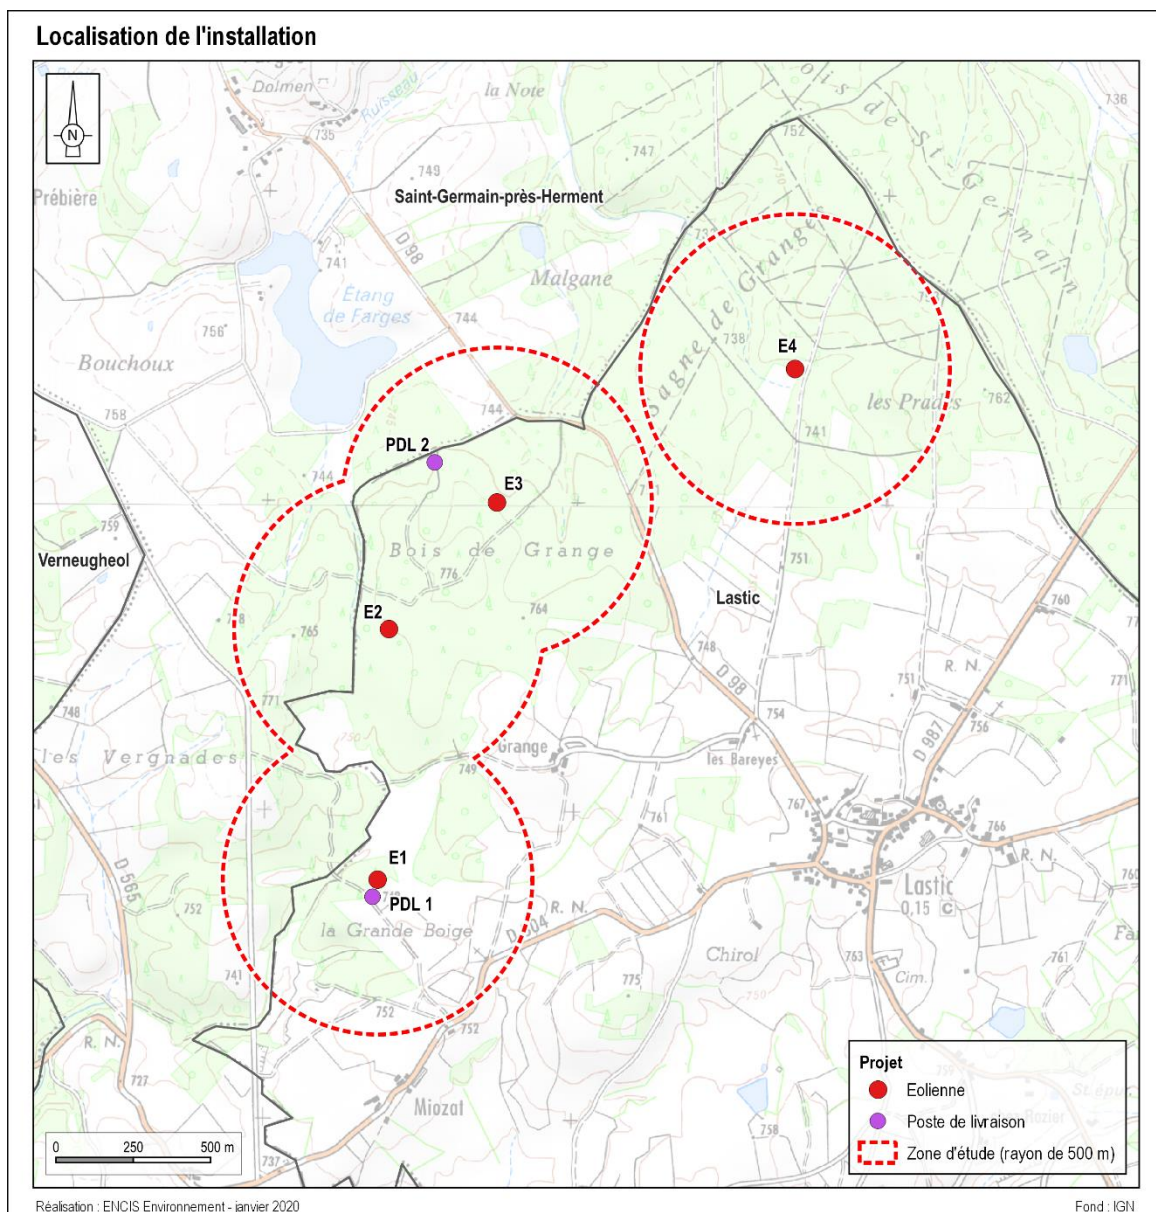 Localisation de l'installation
N
Dolmen
Ruisseau
la Note
Bois de St-Germain
752
736
735
747
749
Prébière
Saint-Germain-près-Herment
D 98
741
Malgane
Étang
de Farges
744
756
Bouchoux
738
Sagne de Granges
E4
les Prades
762
758
744
741
PDL 2
744
E3
759
Verneugheol
Bois de Grange
776
751
Lastic
E2
764
765
760
748
D 98
R. N.
771
751
771
748
754
756
les Vergnades
Grange
749
les Bareyes
D 987
767
761
766
R. N.
E1
PDL 1
D 565
Lastic
0,15 C
760
752
la Grande Boige
R. N.
Chirol
763
761
741
775
Cim.
752
752
R. N.
727
Miozat
758
737
0 250 500 m
Projet
Eolienne
Poste de livraison
Zone d'étude (rayon de 500 m)
Réalisation : ENCIS Environnement - janvier 2020
Fond : IGN